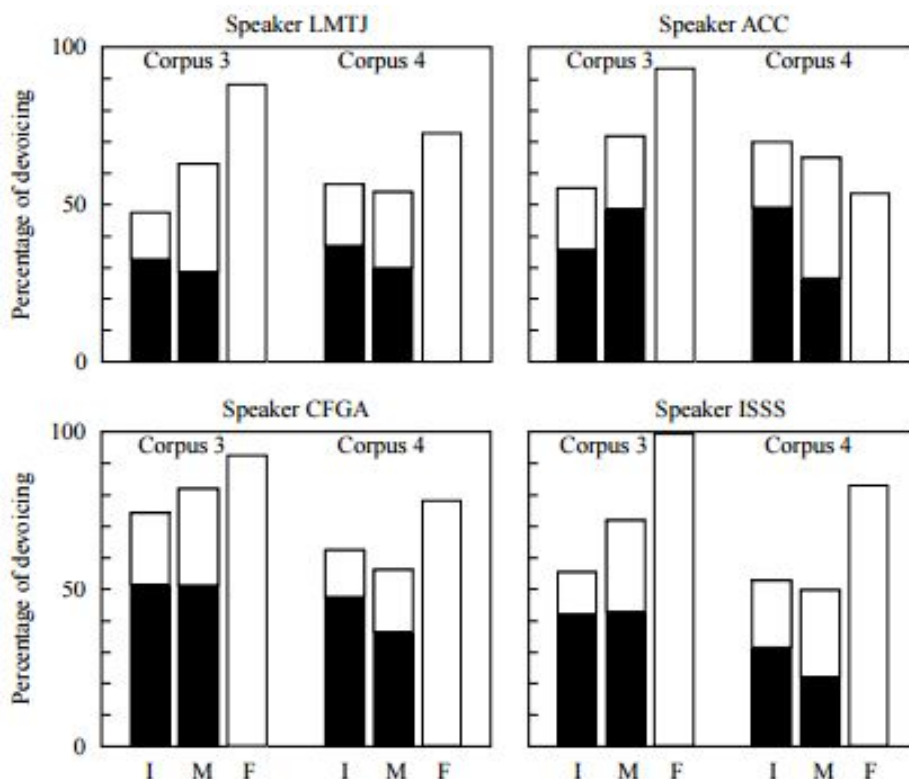 Speaker LMTJ
Speaker ACC
100
Corpus 3
Corpus 4
Corpus 3
Corpus 4
Percentage of devoicing
50
0
Speaker CFGA
Speaker ISSS
100
Corpus 3
Corpus 4
Corpus 3
Corpus 4
Percentage of devoicing
50
0
I M F I M F I M F I M F